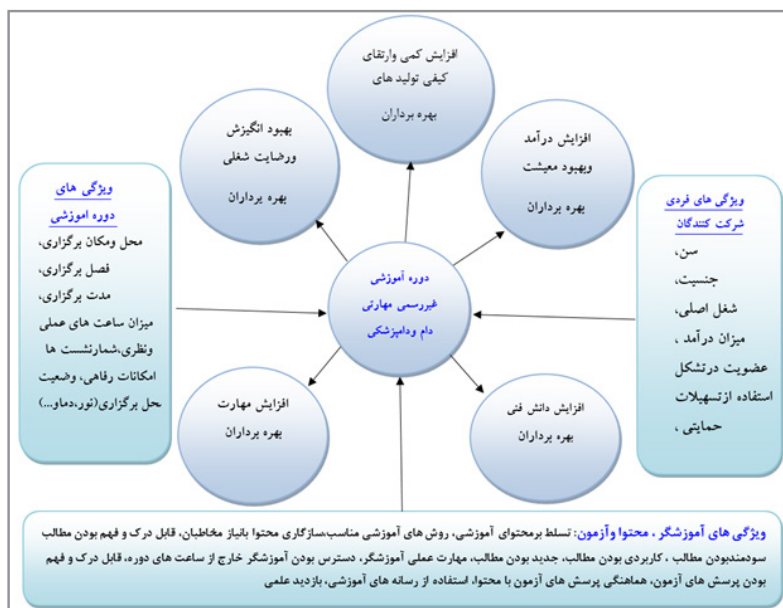 افزایش کمی وارتقای
کیفی تولید های
بهره برداران
بهبود انگیزش
ورضایت شغلی
بهره برداران
افزایش درآمد
وبهبود معیشت
بهره برداران
ویژگی های
دوره اموزشی
محل ومکان برگزاری،
فصل برگزاری،
مدت برگزاری،
میزان ساعت های عملی
ونظری،شمارنشست ها
امکانات رفاهی، وضعیت
محل برگزاری(نور،دماو...)
ویژگی های فردی
شرکت کنندگان
سن،
جنسیت،
شغل اصلی،
میزان درآمد ،
عضویت درتشکل
استفاده ازتسهیلات
حمایتی ،
دوره آموزشی
غیررسمی مهارتی
دام ودامپزشکی
افزایش مهارت
بهره برداران
افزایش دانش فنی
بهره برداران
ویژگی های آموزشگر ، محتوا وآزمون: تسلط برمحتوای آموزشی، روش های آموزشی مناسب،سازگاری محتوا بانیاز مخاطبان، قابل درک و فهم بودن مطالب
سودمندبودن مطالب ، کاربردی بودن مطالب، جدید بودن مطالب، مهارت عملی آموزشگر، دسترس بودن آموزشگر خارج از ساعت های دوره، قابل درک و فهم
بودن پرسش های آزمون، هماهنگی پرسش های آزمون با محتوا، استفاده از رسانه های آموزشی، بازدید علمی